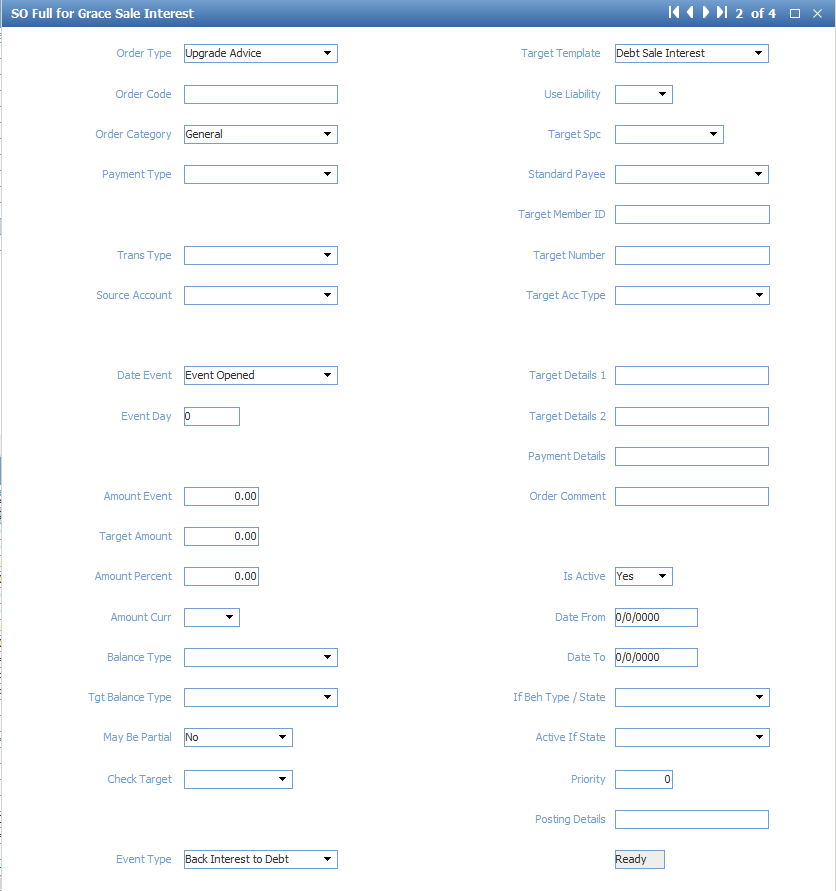 SO Full for Grace Sale Interest 2 of 4
Order Type Upgrade Advice Target Template Debt Sale Interest
Order Code Use Liability
Order Category General Target Spc
Payment Type Standard Payee
Target Member ID
Trans Type Target Number
Source Account Target Acc Type
Date Event Event Opened Target Details 1
Event Day 0 Target Details 2
Payment Details
Amount Event 0.00 Order Comment
Target Amount 0.00
Amount Percent 0.00 Is Active Yes
Amount Curr Date From 0/0/0000
Balance Type Date To 0/0/0000
Tgt Balance Type If Beh Type / State
May Be Partial No Active If State
Check Target Priority 0
Posting Details
Event Type Back Interest to Debt Ready